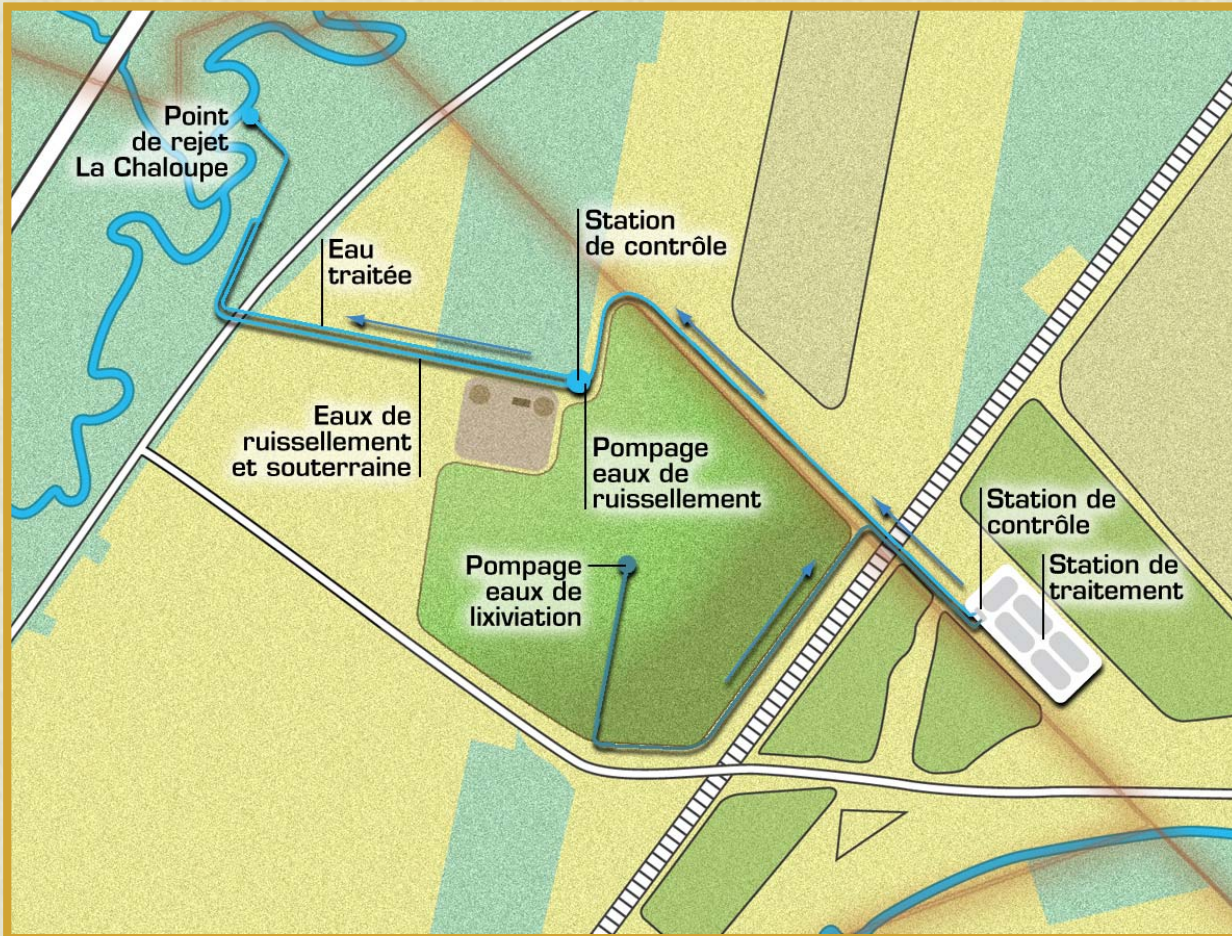 Point
de rejet
La Chaloupe
Station
de contrôle
Eau
traitée
Eaux de
ruissellement
et souterraine
Pompage
eaux de
ruissellement
Station de
contrôle
Station de
traitement
Pompage
eaux de
lixiviation